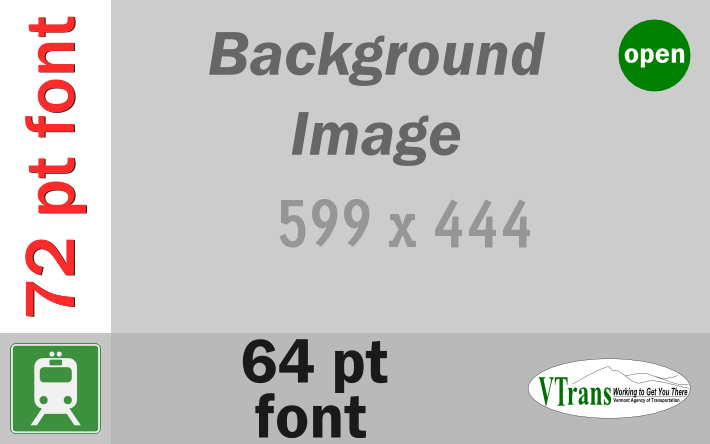 72 pt font
Background
Image
599 x 444
open
64 pt
font
VTrans Working to Get You There
Vermont Agency of Transportation